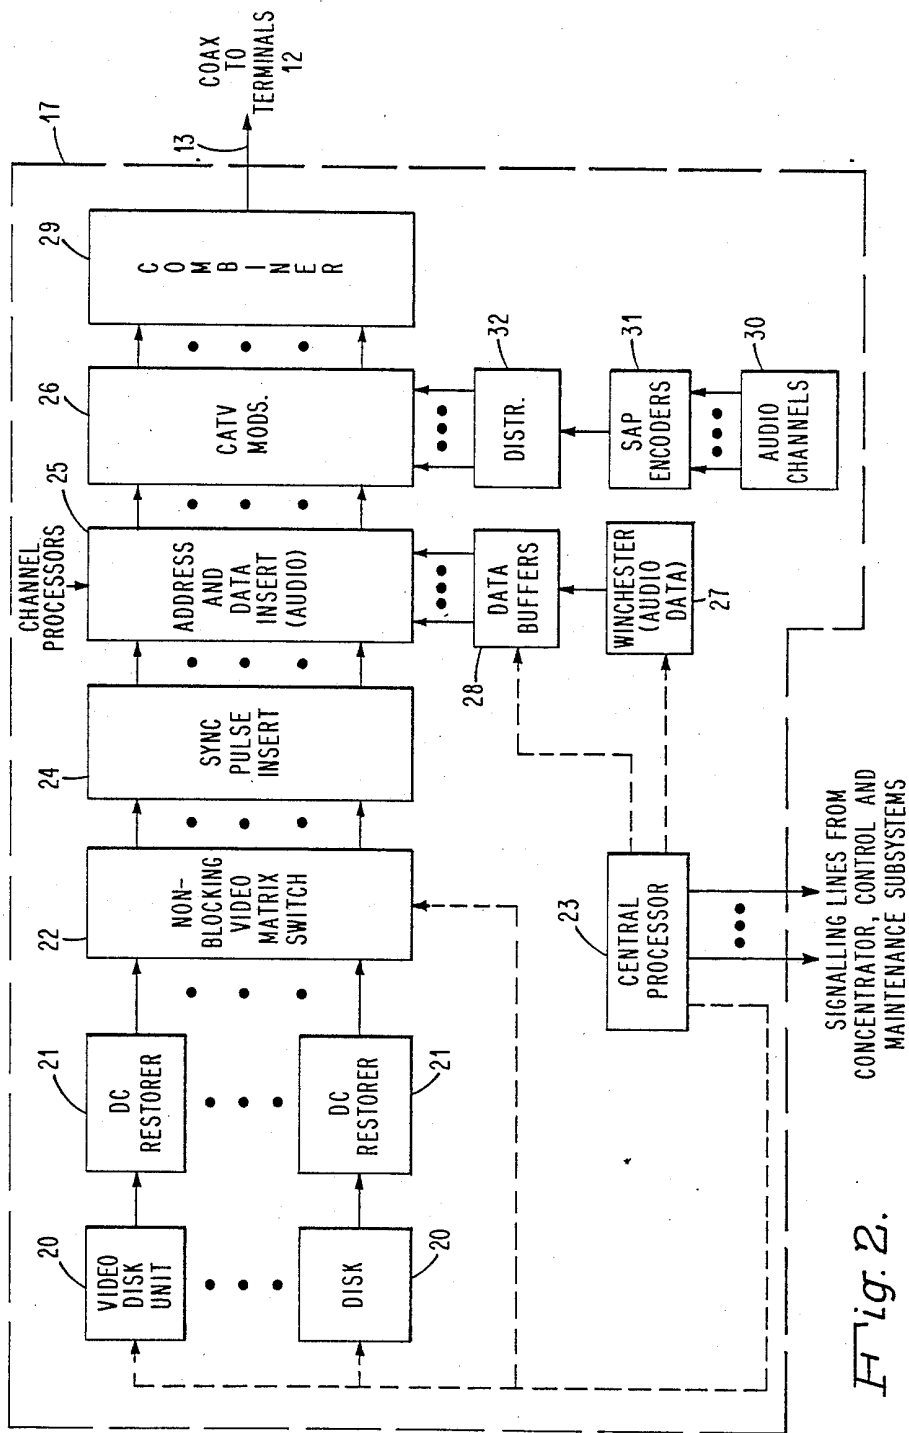 17
COAX
TO
TERMINALS
12
13
29
COMBINER
26
CATV
MODS.
CHANNEL
PROCESSORS
25
ADDRESS
AND
DATA
INSERT
(AUDIO)
24
SYNC
PULSE
INSERT
22
NON-
BLOCKING
VIDEO
MATRIX
SWITCH
21
DC
RESTORER
20
VIDEO
DISK
UNIT
21
DC
RESTORER
20
DISK
32
DISTR.
31
SAP
ENCODERS
30
AUDIO
CHANNELS
28
DATA
BUFFERS
WINCHESTER
(AUDIO
DATA)
27
23
CENTRAL
PROCESSOR
SIGNALLING LINES FROM
CONCENTRATOR, CONTROL AND
MAINTENANCE SUBSYSTEMS
Fig. 2.